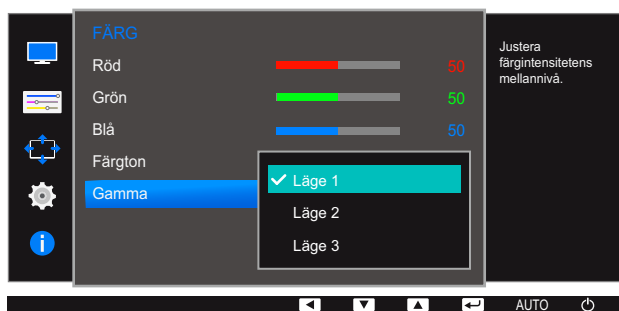 FÄRG
Röd 50
Grön 50
Blå 50
Färgton
Gamma
Läge 1
Läge 2
Läge 3
Justera
färgintensitetens
mellannivå.
AUTO